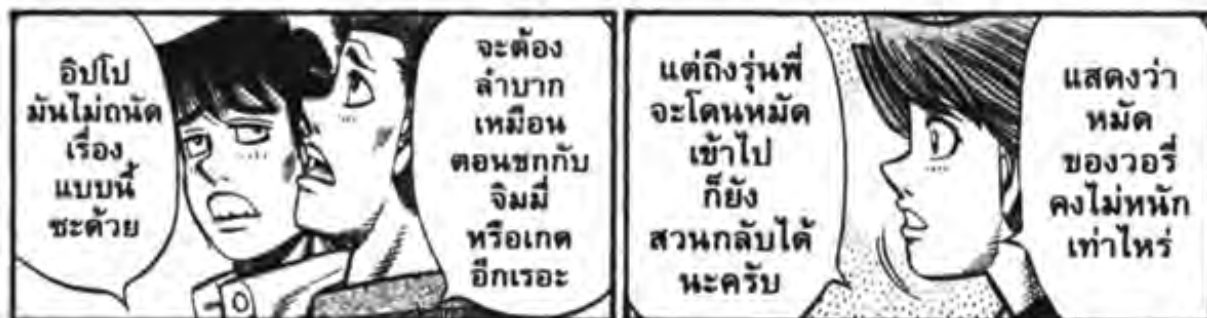 แสดงว่า
หมัด
ของวอรี่
คงไม่หนัก
เท่าไหร่
แต่ถึงรุ่นพี่
จะโดนหมัด
เข้าไป
ก็ยัง
สวนกลับได้
นะครับ
จะต้อง
ลำบาก
เหมือน
ตอนชกกับ
จิมมี่
หรือเกด
อีกเรอะ
อิปโป
มันไม่ถนัด
เรื่อง
แบบนี้
ซะด้วย